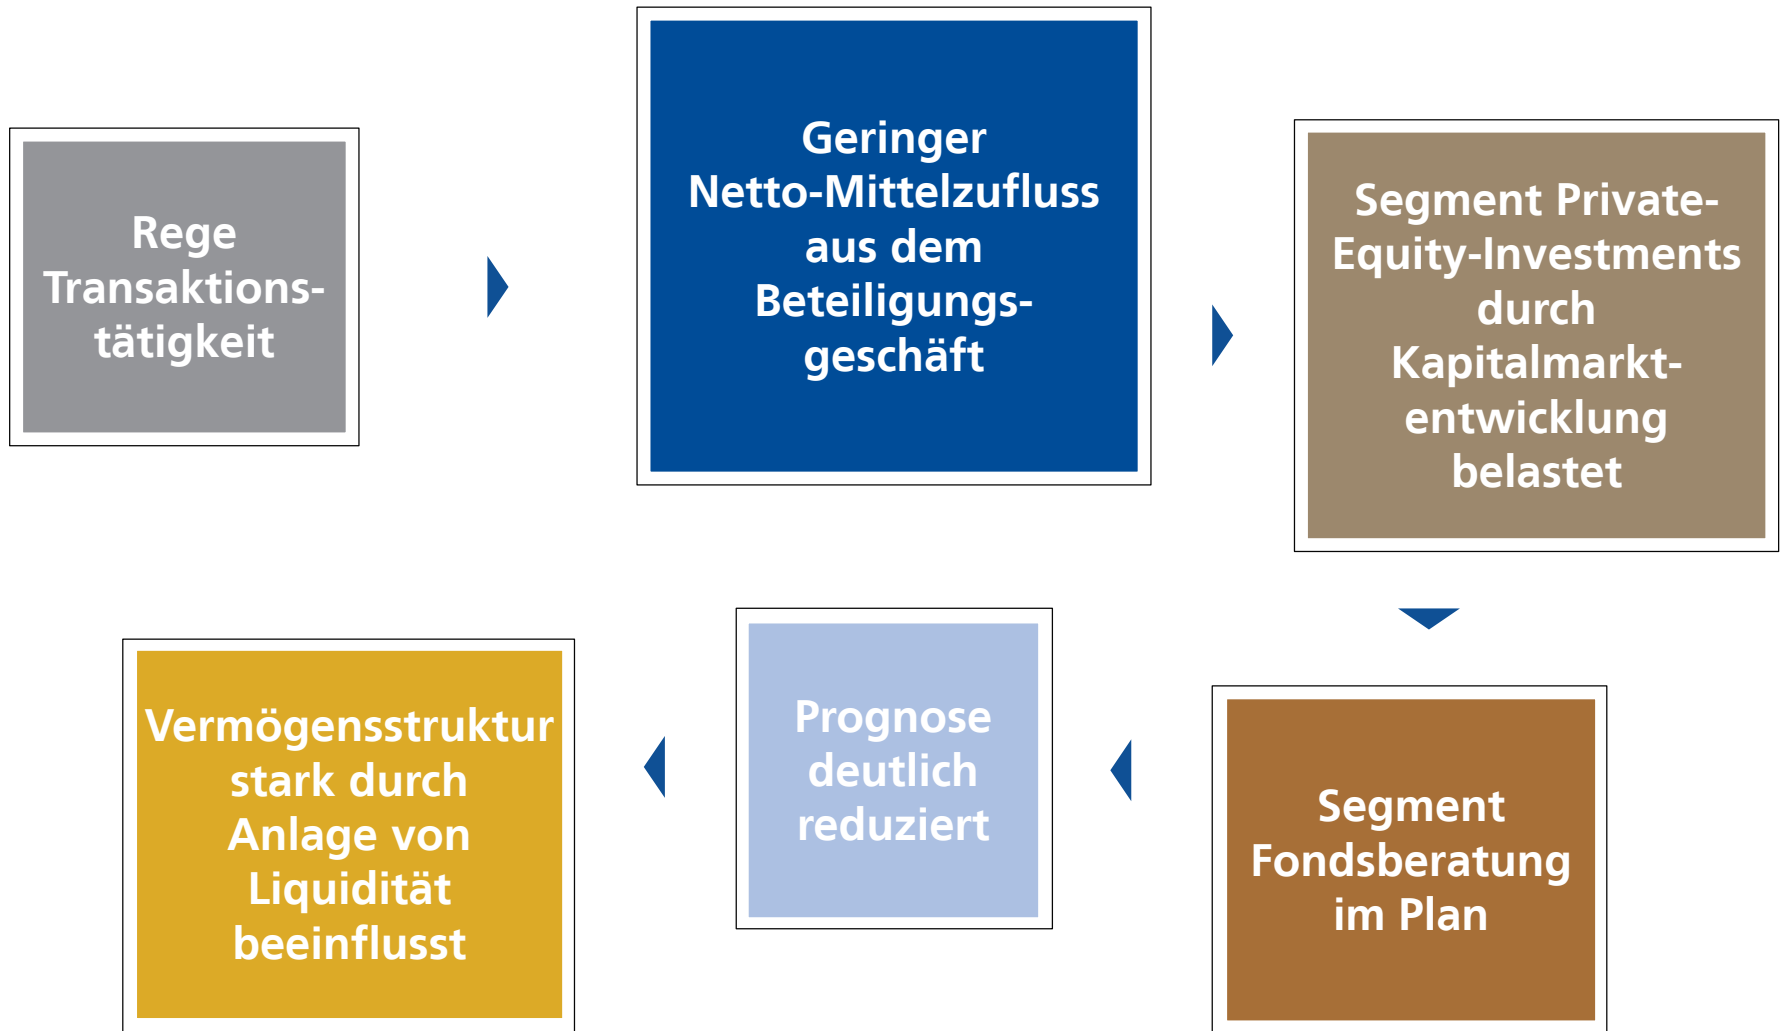 Rege
Transaktions-
tätigkeit
Geringer
Netto-Mittelzufluss
aus dem
Beteiligungs-
geschäft
Segment Private-
Equity-Investments
durch
Kapitalmarkt-
entwicklung
belastet
Segment
Fondsberatung
im Plan
Prognose
deutlich
reduziert
Vermögensstruktur
stark durch
Anlage von
Liquidität
beeinflusst